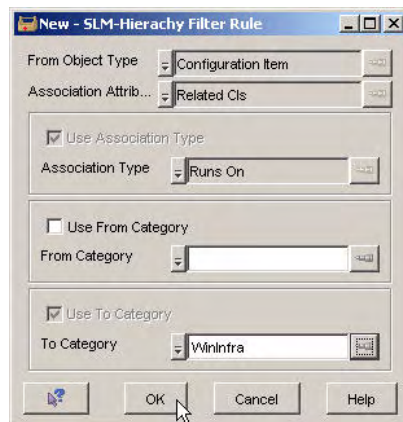 New - SLM-Hierachy Filter Rule
From Object Type Configuration Item
Association Attrib... Related CIs
Use Association Type
Association Type Runs On
Use From Category
From Category
Use To Category
To Category WinInfra
OK Cancel Help